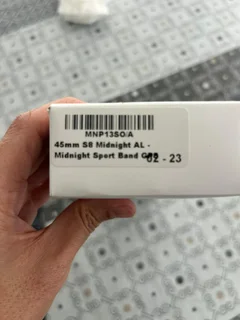 MNP13SO/A
45mm S8 Midnight AL -
Midnight Sport Band
02 - 23